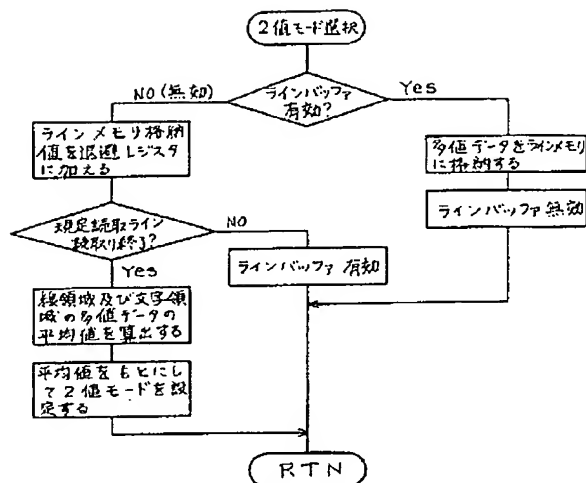 2値モード選択
ラインバッファ
有効?
NO (無効)
Yes
ラインメモリ格納
値を退避レジスタ
に加える
多値データをラインメモリ
に格納する
ラインバッファ無効
読取ライン
読取り終了?
NO
Yes
ラインバッファ 有効
線領域及び文字領
域の多値データの
平均値を算出する
平均値をもとにし
て2値モードを設
定する
RTN